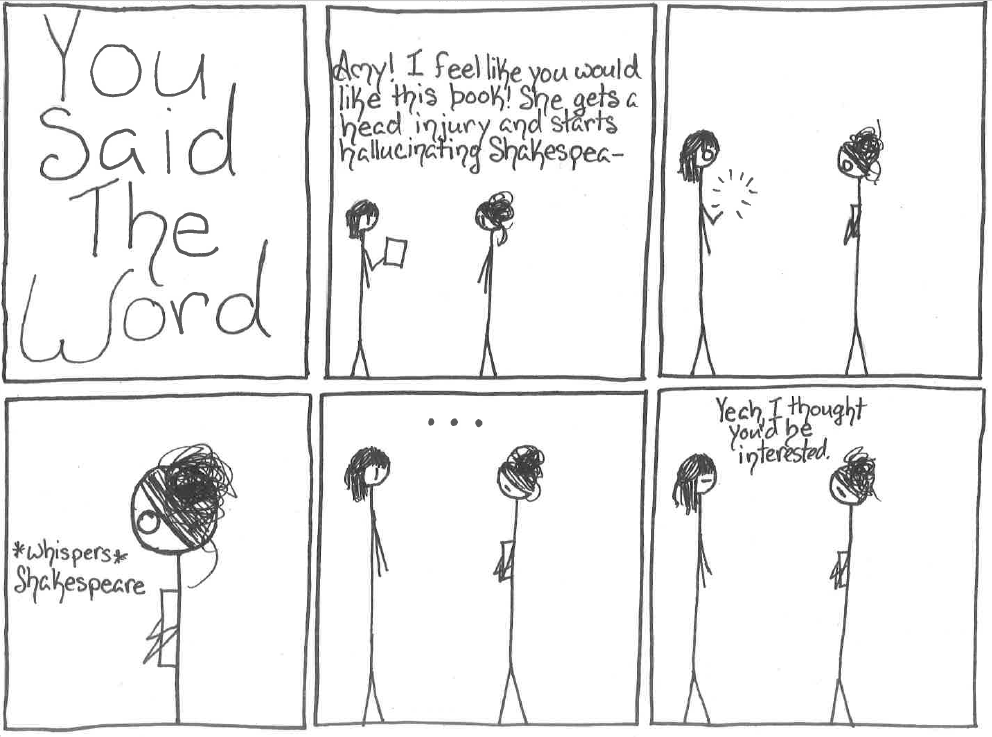 You
Said
The
Word
Amy! I feel like you would
like this book! She gets a
head injury and starts
hallucinating Shakespea-
*whispers*
Shakespeare
...
Yeah, I thought
you'd be
interested.